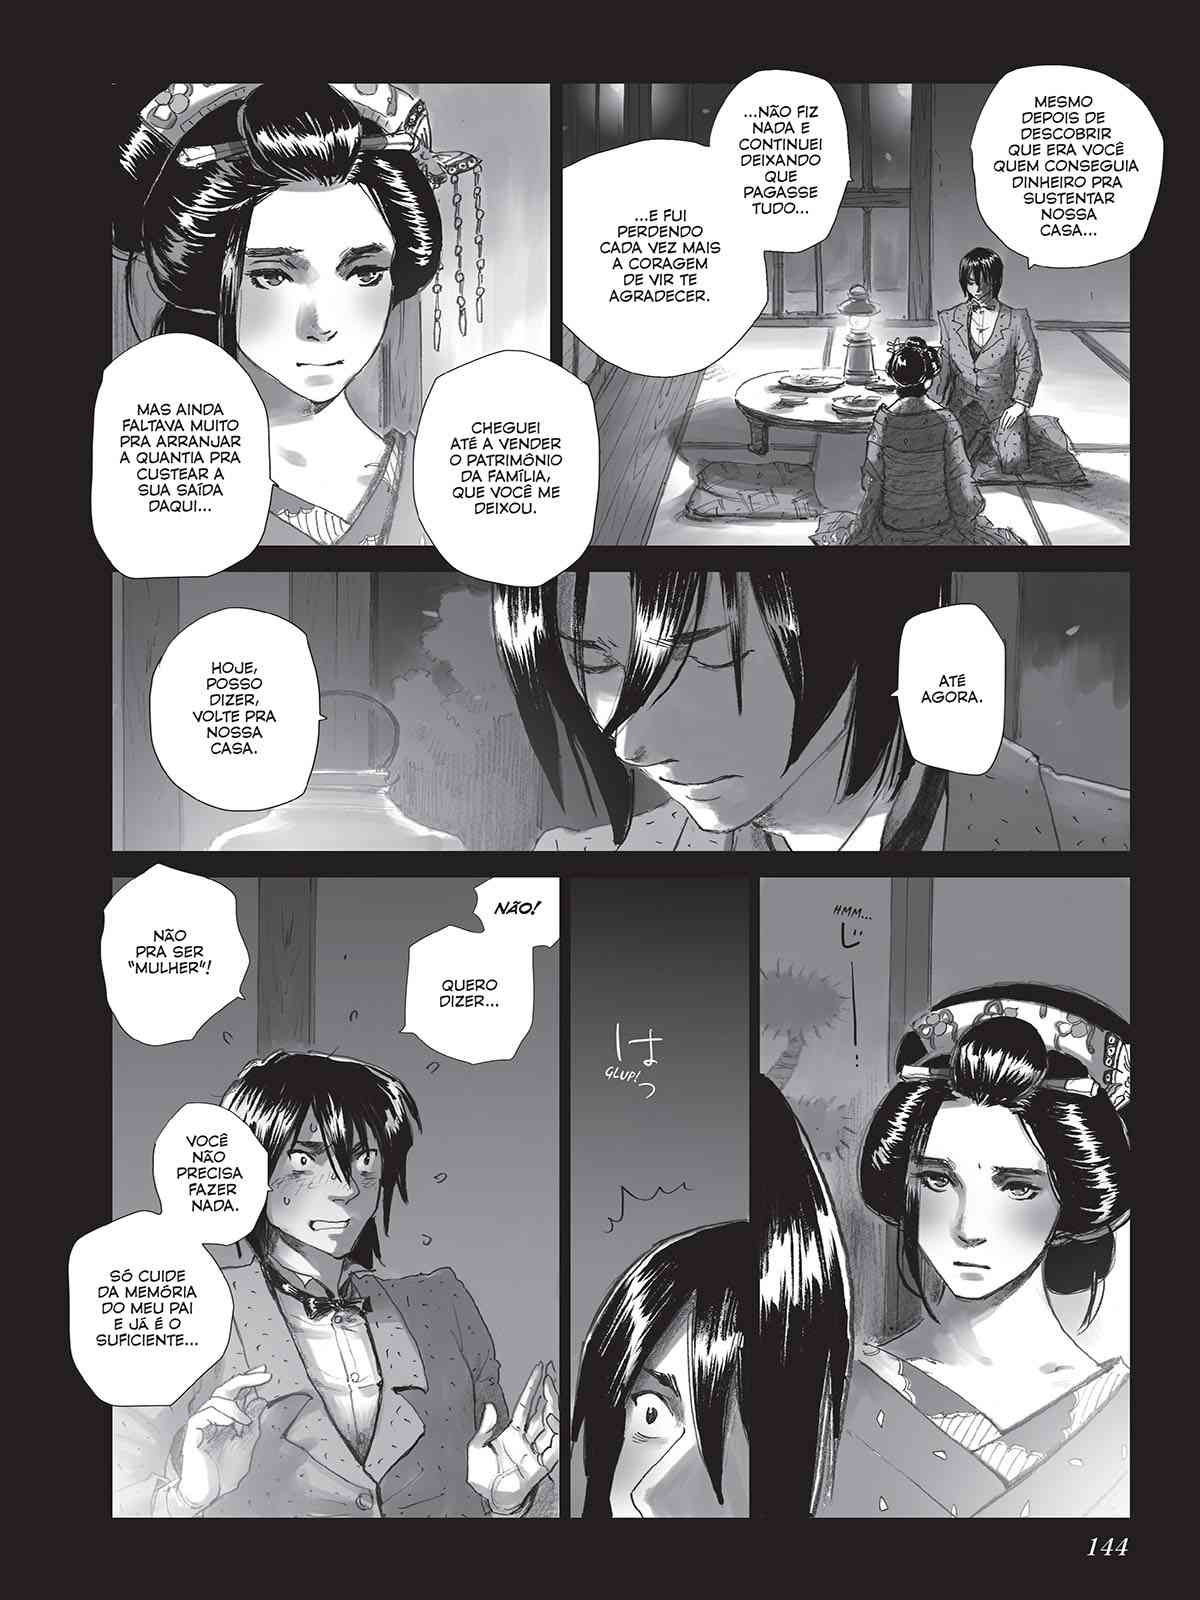 MESMO
DEPOIS DE
DESCOBRIR
QUE ERA VOCÊ
QUEM CONSEGUIA
DINHEIRO PRA
SUSTENTAR
NOSSA
CASA...
...NÃO FIZ
NADA E
CONTINUEI
DEIXANDO
QUE
PAGASSE
TUDO...
...E FUI
PERDENDO
CADA VEZ MAIS
A CORAGEM
DE VIR TE
AGRADECER.
CHEGUEI
ATÉ A VENDER
O PATRIMÔNIO
DA FAMÍLIA,
QUE VOCÊ ME
DEIXOU.
MAS AINDA
FALTAVA MUITO
PRA ARRANJAR
A QUANTIA PRA
CUSTEAR A
SUA SAÍDA
DAQUI...
ATÉ
AGORA.
HOJE,
POSSO
DIZER,
VOLTE PRA
NOSSA
CASA.
HMM...
じーっ
はっ
GLUP!
NÃO!
QUERO
DIZER...
NÃO
PRA SER
"MULHER"!
VOCÊ
NÃO
PRECISA
FAZER
NADA.
SÓ CUIDE
DA MEMÓRIA
DO MEU PAI
E JÁ É O
SUFICIENTE...
144